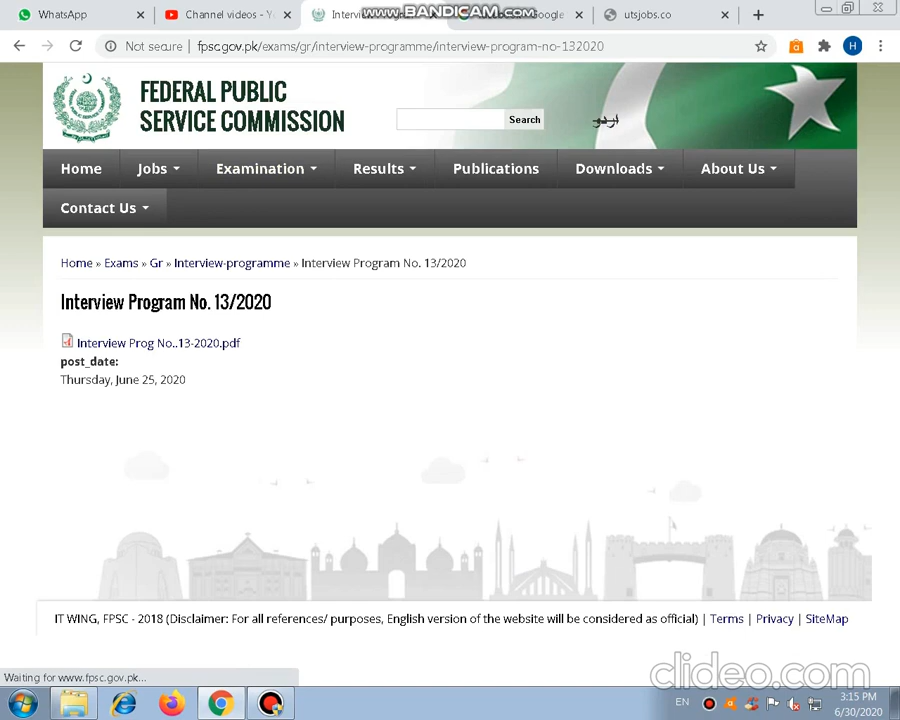 WhatsApp
Channel videos - Y
Interv
www.BANDICAM.com
Google
utsjobs.co
Not secure | fpsc.gov.pk/exams/gr/interview-programme/interview-program-no-132020
H
FEDERAL PUBLIC
SERVICE COMMISSION
Search
اردو
Home
Jobs
Examination
Results
Publications
Downloads
About Us
Contact Us
Home » Exams » Gr » Interview-programme » Interview Program No. 13/2020
Interview Program No. 13/2020
Interview Prog No..13-2020.pdf
post_date:
Thursday, June 25, 2020
IT WING, FPSC - 2018 (Disclaimer: For all references/ purposes, English version of the website will be considered as official) | Terms | Privacy | SiteMap
clideo.com
Waiting for www.fpsc.gov.pk...
EN
3:15 PM
6/30/2020